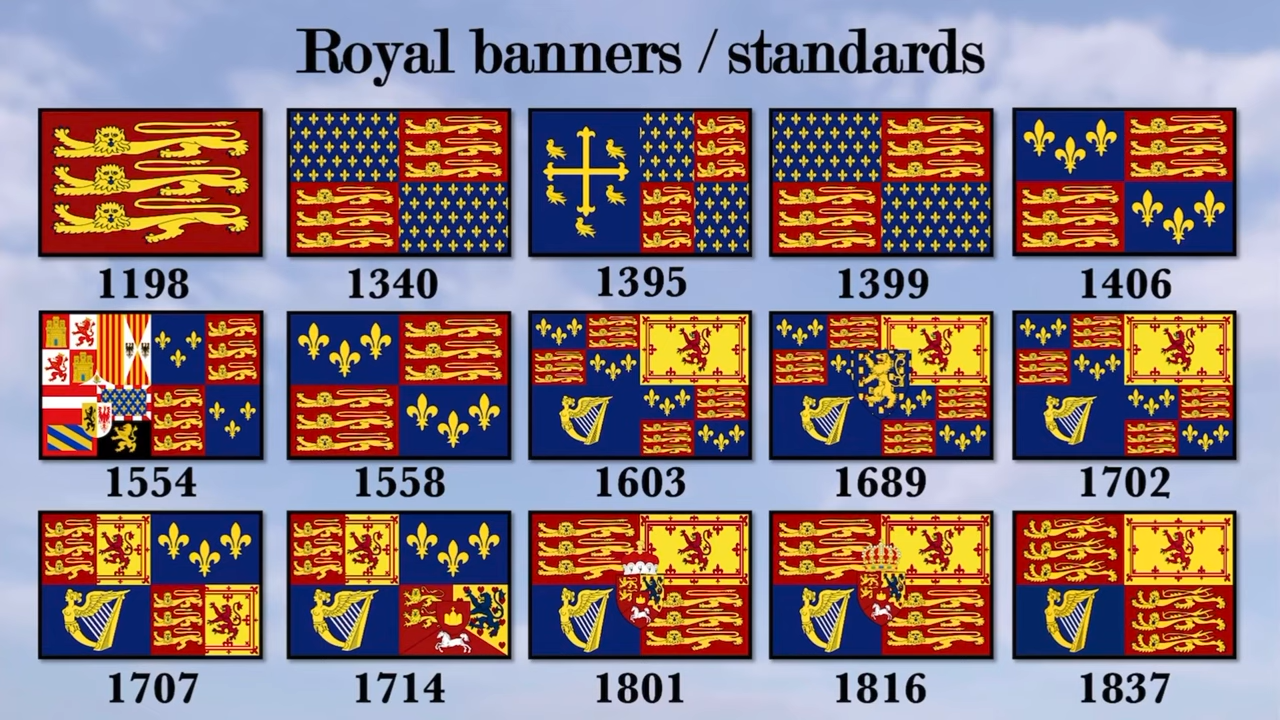 Royal banners / standards
1198 1340 1395 1399 1406
1554 1558 1603 1689 1702
1707 1714 1801 1816 1837